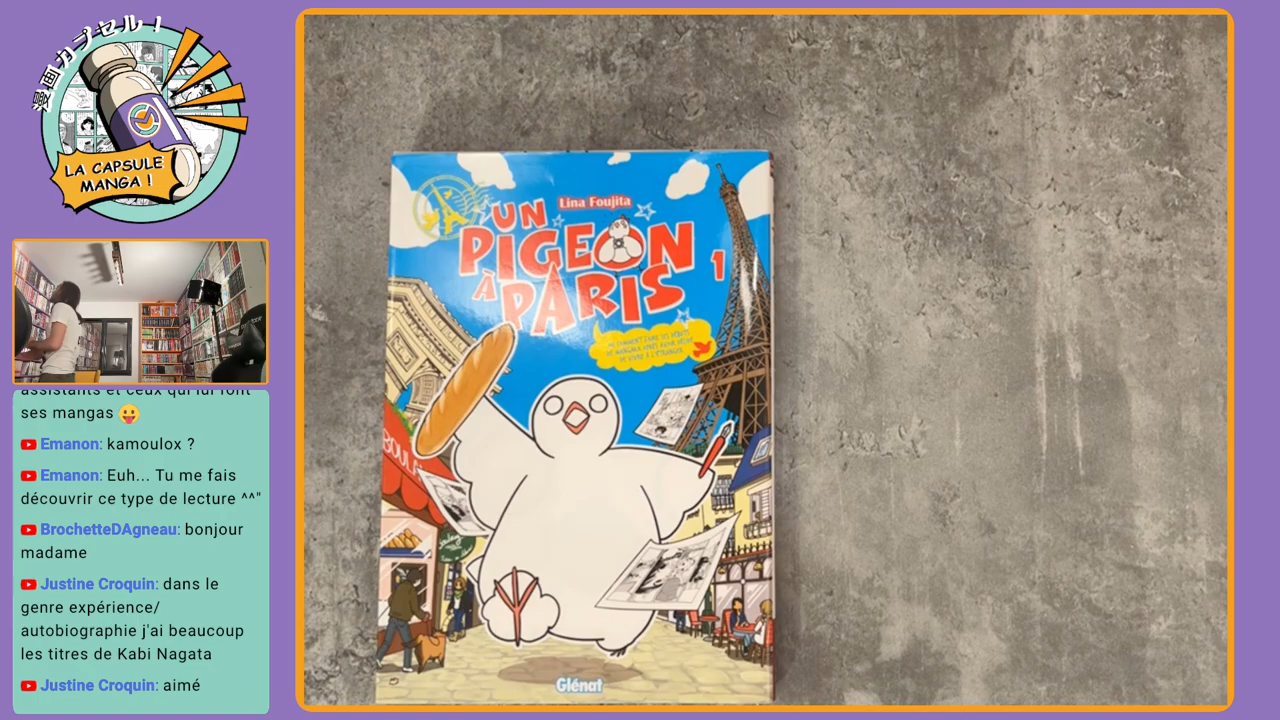 漫画カプセル！
LA CAPSULE
MANGA !
assistants et ceux qui lui font
ses mangas
Emanon: kamoulox ?
Emanon: Euh... Tu me fais
découvrir ce type de lecture ^^"
BrochetteDAgneau: bonjour
madame
Justine Croquin: dans le
genre expérience/
autobiographie j'ai beaucoup
les titres de Kabi Nagata
Justine Croquin: aimé
Lina Foujita
UN
PIGEON
À
PARIS
1
BOUL
Glénat